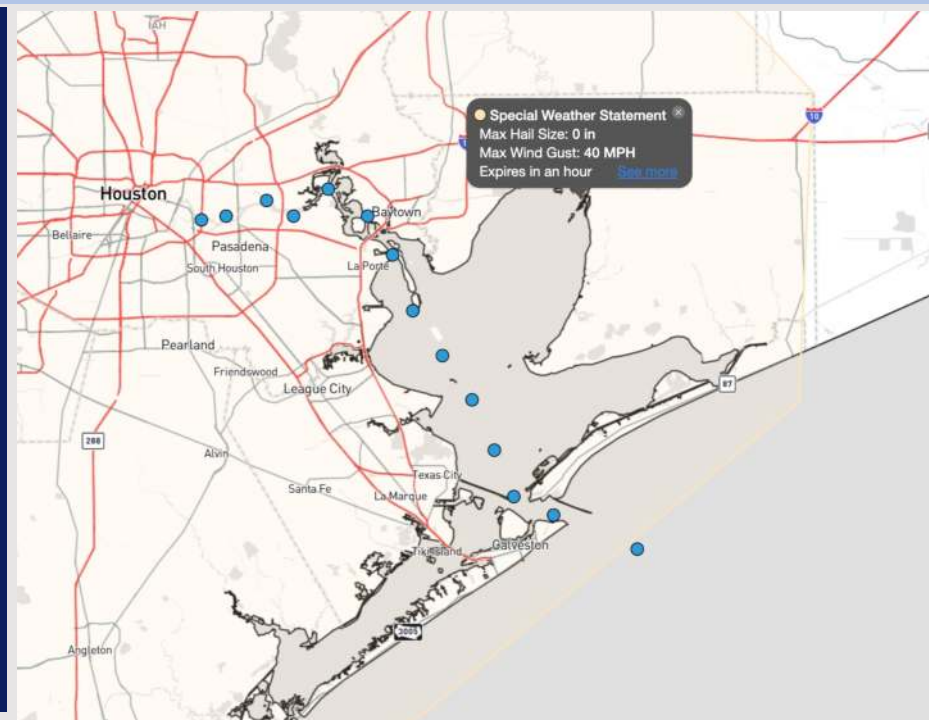 IAH
Special Weather Statement
Max Hail Size: 0 in
Max Wind Gust: 40 MPH
Expires in an hour See more
10
Houston
Baytown
Bellaire
Pasadena
South Houston
La Porte
Pearland
Friendswood
League City
87
288
Alvin
Texas City
Santa Fe
La Marque
Tiki Island
Galveston
3005
Angleton